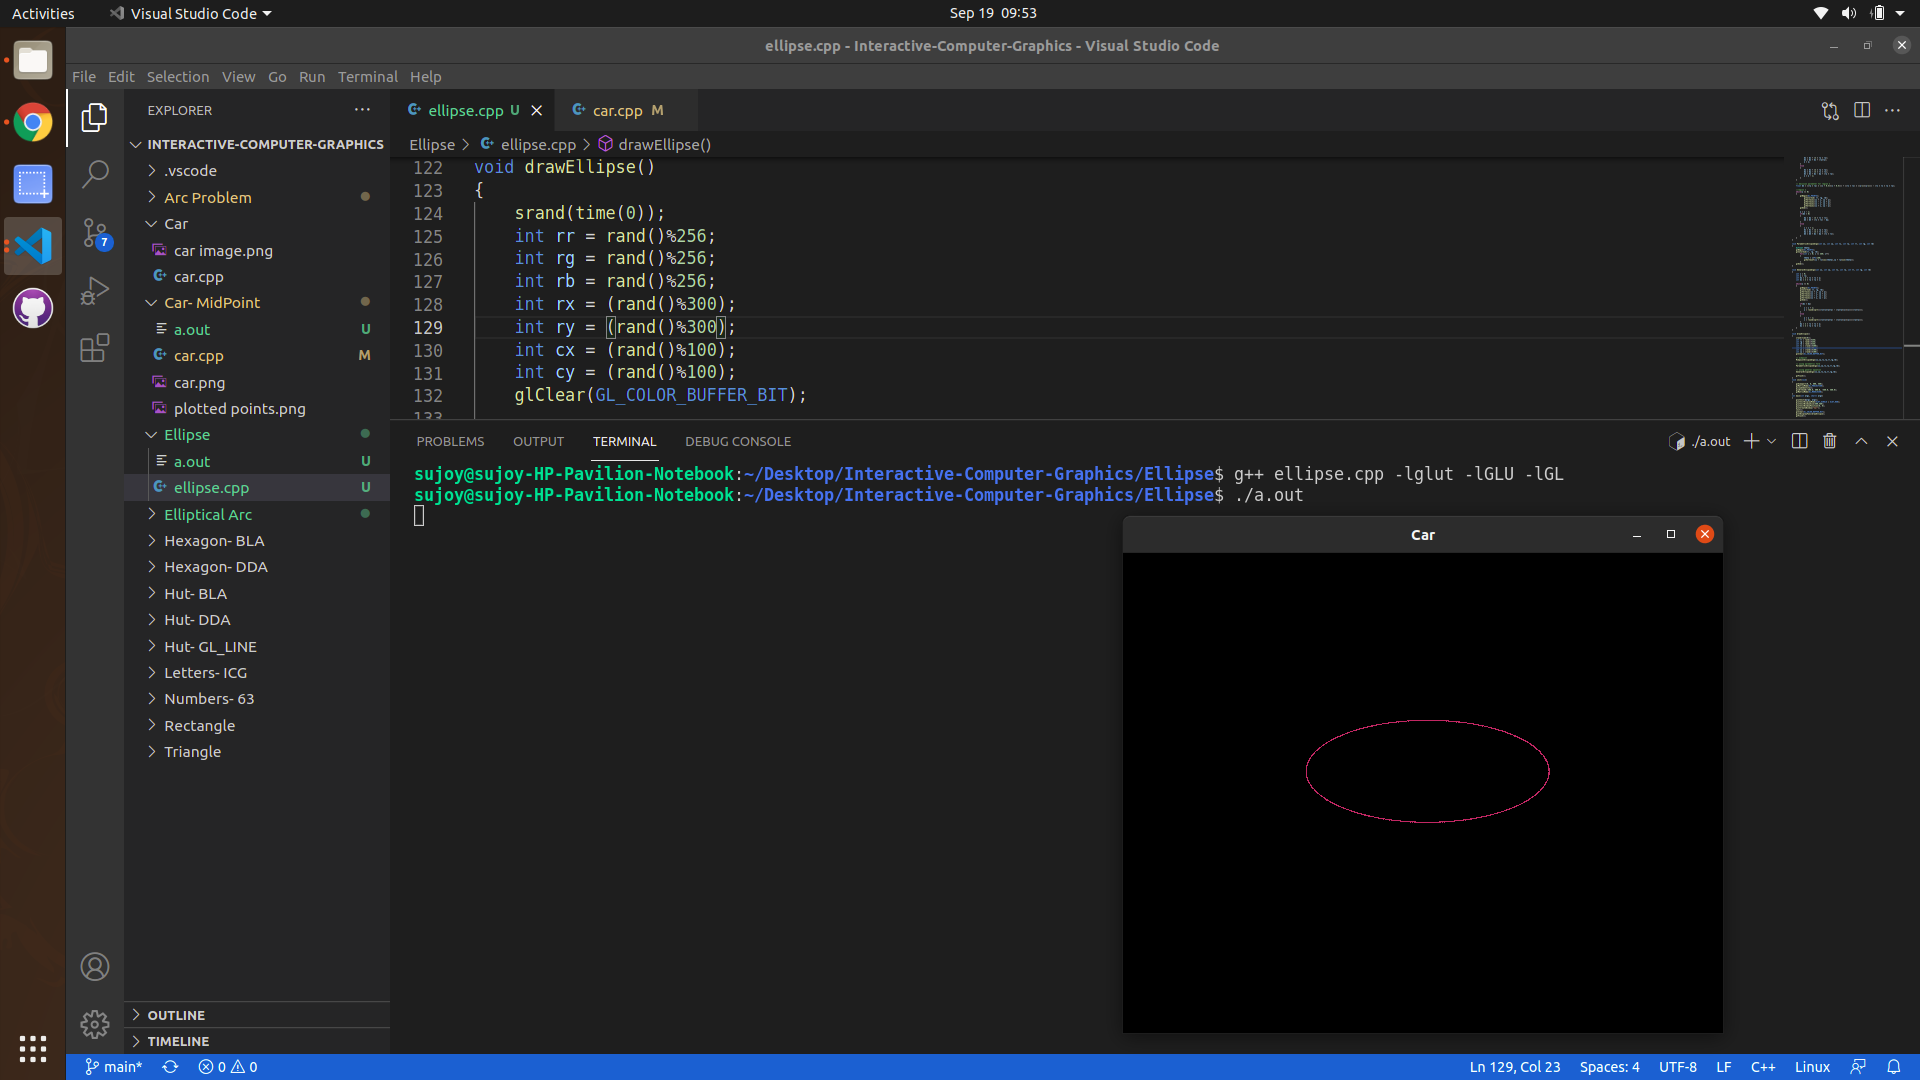 Activities
Visual Studio Code
Sep 19 09:53
ellipse.cpp - Interactive-Computer-Graphics - Visual Studio Code
File Edit Selection View Go Run Terminal Help
EXPLORER
INTERACTIVE-COMPUTER-GRAPHICS
.vscode
Arc Problem
Car
car image.png
car.cpp
Car- MidPoint
a.out U
car.cpp M
car.png
plotted points.png
Ellipse
a.out U
ellipse.cpp U
Elliptical Arc
Hexagon- BLA
Hexagon- DDA
Hut- BLA
Hut- DDA
Hut- GL_LINE
Letters- ICG
Numbers- 63
Rectangle
Triangle
OUTLINE
TIMELINE
7
ellipse.cpp U
car.cpp M
Ellipse > ellipse.cpp > drawEllipse()
122 void drawEllipse()
123 {
124 srand(time(0));
125 int rr = rand()%256;
126 int rg = rand()%256;
127 int rb = rand()%256;
128 int rx = (rand()%300);
129 int ry = (rand()%300);
130 int cx = (rand()%100);
131 int cy = (rand()%100);
132 glClear(GL_COLOR_BUFFER_BIT);
133
PROBLEMS OUTPUT TERMINAL DEBUG CONSOLE
./a.out
sujoy@sujoy-HP-Pavilion-Notebook:~/Desktop/Interactive-Computer-Graphics/Ellipse$ g++ ellipse.cpp -lglut -lGLU -lGL
sujoy@sujoy-HP-Pavilion-Notebook:~/Desktop/Interactive-Computer-Graphics/Ellipse$ ./a.out
Car
main*
0 0
Ln 129, Col 23
Spaces: 4
UTF-8
LF
C++
Linux